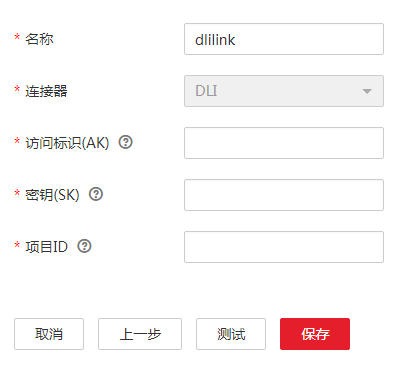 * 名称 dlilink
* 连接器 DLI
* 访问标识(AK) ?
* 密钥(SK) ?
* 项目ID ?
取消 上一步 测试 保存